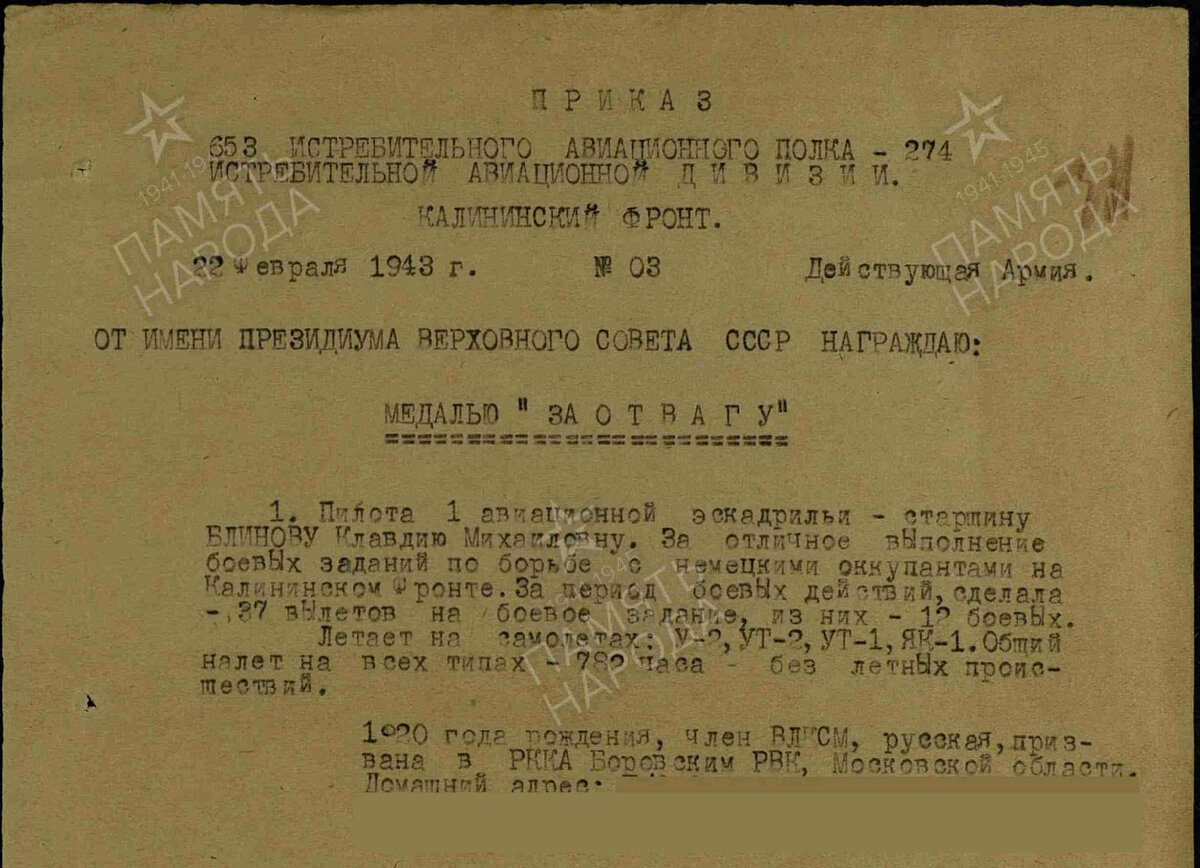 П Р И К А З
653 ИСТРЕБИТЕЛЬНОГО АВИАЦИОННОГО ПОЛКА - 274
ИСТРЕБИТЕЛЬНОЙ АВИАЦИОННОЙ Д И В И З И И.
КАЛИНИНСКИЙ ФРОНТ.
22 Февраля 1943 г. № 03 Действующая Армия.
ОТ ИМЕНИ ПРЕЗИДИУМА ВЕРХОВНОГО СОВЕТА СССР НАГРАЖДАЮ:
МЕДАЛЬЮ " ЗА О Т В А Г У"
1. Пилота 1 авиационной эскадрильи - старшину
БЛИНОВУ Клавдию Михайловну. За отличное выполнение
боевых заданий по борьбе с немецкими оккупантами на
Калининском Фронте. За период боевых действий, сделала
-, 37 вылетов на боевое задание, из них - 12 боевых.
Летает на самолетах: У-2, УТ-2, УТ-1, ЯК-1. Общий
налет на всех типах - 782 часа - без летных проис-
шествий.
1920 года рождения, член ВЛКСМ, русская, приз-
вана в РККА Боровским РВК, Московской области.
Домашний адрес:
1941-1945
ПАМЯТЬ
НАРОДА
1941-1945
ПАМЯТЬ
НАРОДА
ПАМЯТЬ
НАРОДА